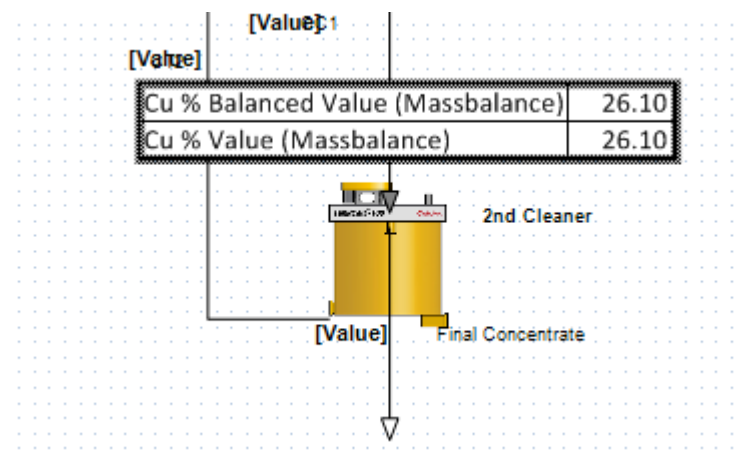 [Value]
[Value]
Cu % Balanced Value (Massbalance) 26.10
Cu % Value (Massbalance) 26.10
2nd Cleaner
[Value]
Final Concentrate